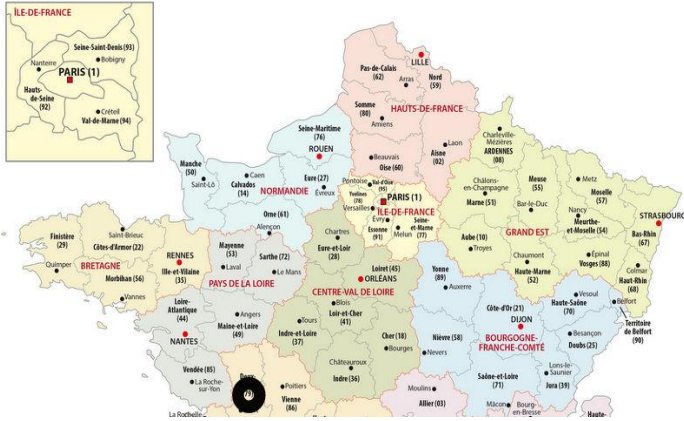 ÎLE-DE-FRANCE
Seine-Saint-Denis (93)
Nanterre
Bobigny
PARIS (1)
Hauts-
de-Seine
(92)
Créteil
Val-de-Marne (94)
LILLE
Pas-de-Calais
(62)
Nord
(59)
Arras
Somme
(80)
HAUTS-DE-FRANCE
Amiens
Seine-Maritime
(76)
ROUEN
Laon
Charleville-
Mézières
ARDENNES
(08)
Beauvais
Aisne
(02)
Oise (60)
Manche
(50)
Saint-Lô
Caen
Calvados
(14)
Eure (27)
Évreux
NORMANDIE
Pontoise
Val-d'Oise
(95)
Yvelines
(78)
PARIS (1)
Versailles
ÎLE-DE-FRANCE
Evry
Essonne
(91)
Melun
Seine-
et-Marne
(77)
Châlons-
en-Champagne
Marne (51)
Meuse
(55)
Bar-le-Duc
Metz
Moselle
(57)
Nancy
Meurthe-
et-Moselle (54)
STRASBOURG
Bas-Rhin
(67)
GRAND EST
Orne (61)
Alençon
Chartres
Eure-et-Loir
(28)
Aube (10)
Troyes
Chaumont
Haute-Marne
(52)
Épinal
Vosges (88)
Colmar
Haut-Rhin
(68)
Finistère
(29)
Saint-Brieuc
Côtes-d'Armor (22)
Quimper
BRETAGNE
RENNES
Ille-et-Vilaine
(35)
Morbihan (56)
Vannes
Mayenne
(53)
Laval
Sarthe (72)
Le Mans
PAYS DE LA LOIRE
Loiret (45)
ORLÉANS
CENTRE-VAL DE LOIRE
Blois
Loir-et-Cher
(41)
Yonne
(89)
Auxerre
Côte-d'Or (21)
DIJON
Haute-Saône
(70)
Vesoul
Belfort
Territoire
de Belfort
(90)
Loire-
Atlantique
(44)
NANTES
Angers
Maine-et-Loire
(49)
Tours
Indre-et-Loire
(37)
Cher (18)
Bourges
Nièvre (58)
Nevers
BOURGOGNE-
FRANCHE-COMTÉ
Besançon
Doubs (25)
Vendée (85)
La Roche-
sur-Yon
Châteauroux
Indre (36)
Saône-et-Loire
(71)
Lons-le-
Saunier
Jura (39)
(79)
Poitiers
Vienne
(86)
Moulins
Allier (03)
Mâcon
Bourg-
en-Bresse
La Rochelle
Haute-